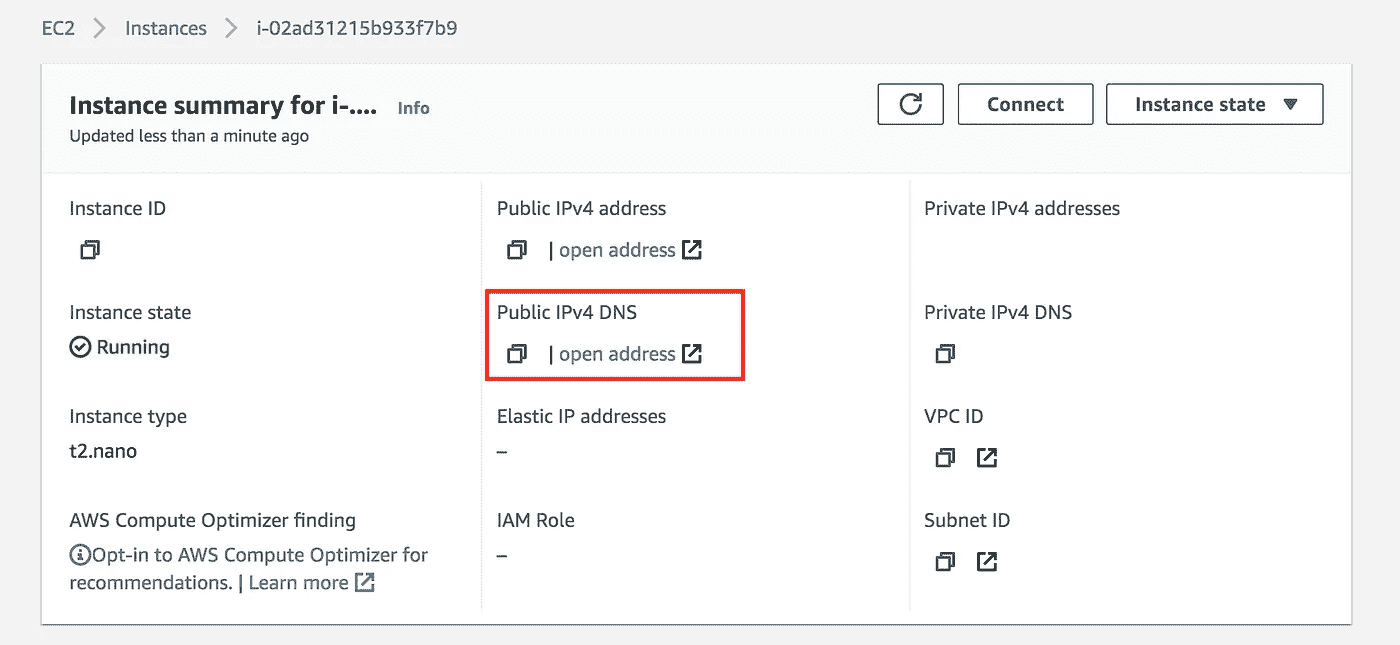 EC2 > Instances > i-02ad31215b933f7b9
Instance summary for i-.... Info
Updated less than a minute ago
Connect
Instance state ▼
Instance ID
Public IPv4 address
| open address
Private IPv4 addresses
Instance state
Running
Public IPv4 DNS
| open address
Private IPv4 DNS
Instance type
t2.nano
Elastic IP addresses
–
VPC ID
AWS Compute Optimizer finding
Opt-in to AWS Compute Optimizer for
recommendations. | Learn more
IAM Role
–
Subnet ID